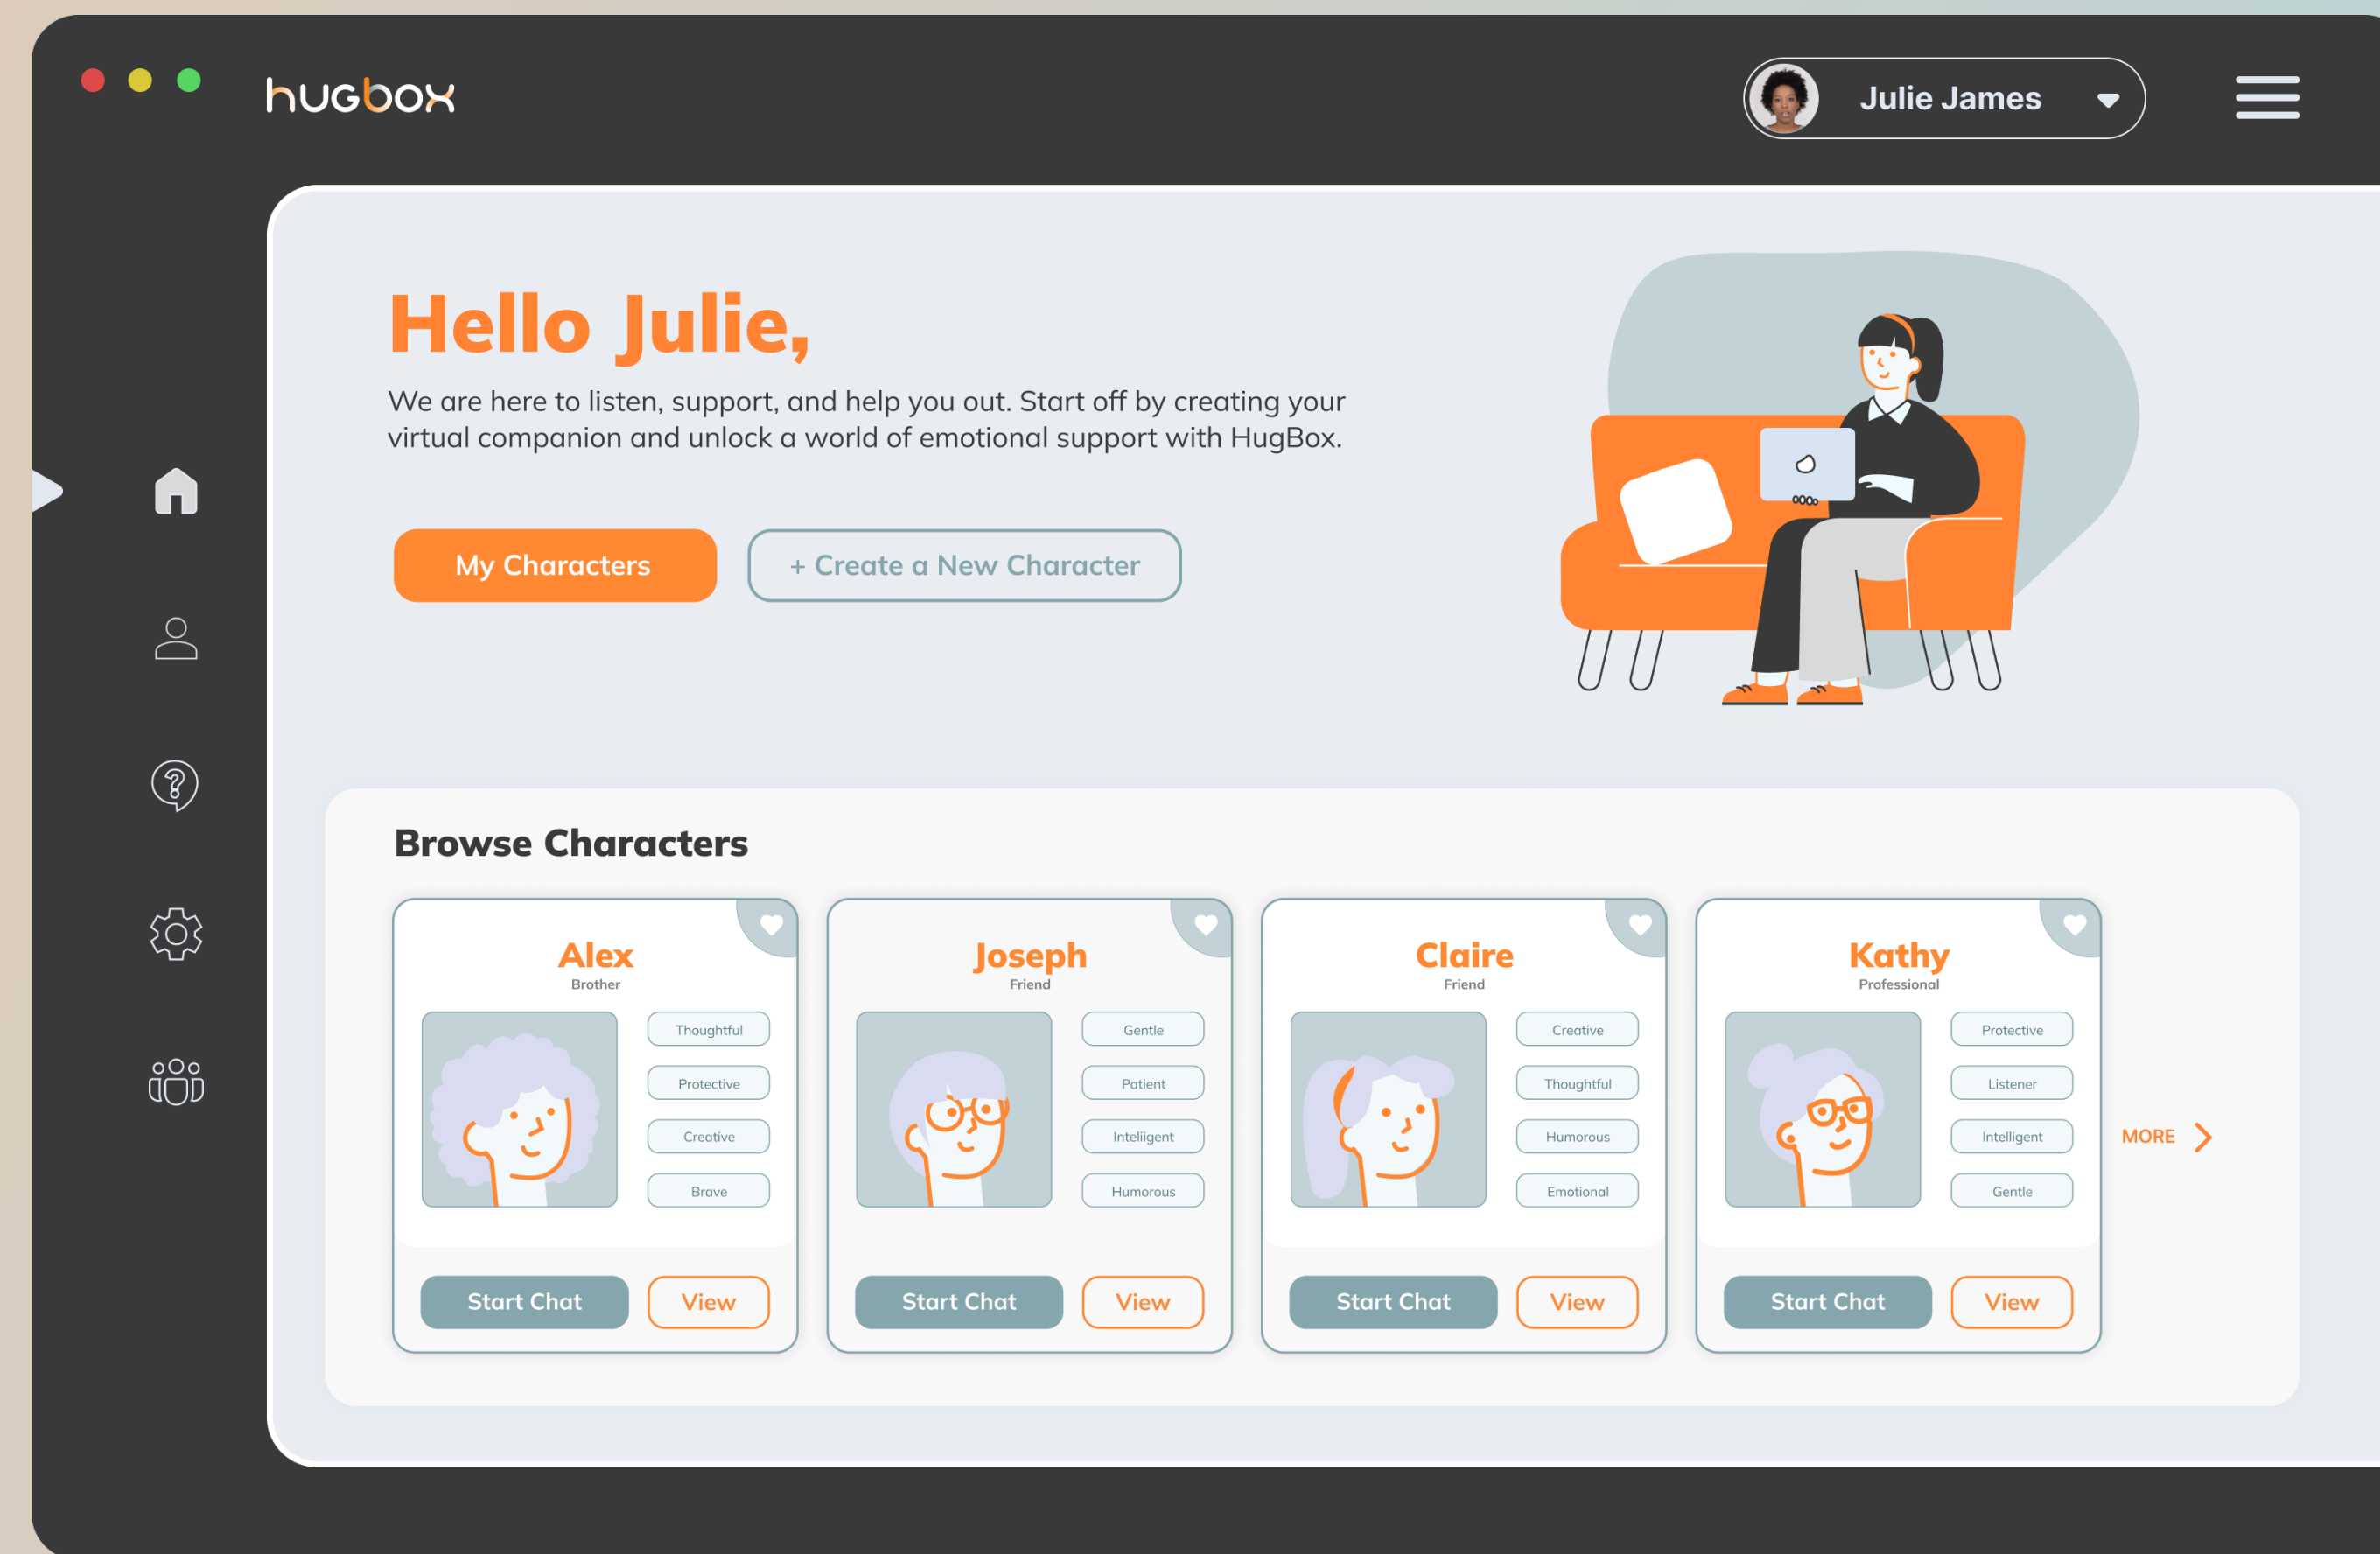 hugbox
Julie James
Hello Julie,
We are here to listen, support, and help you out. Start off by creating your
virtual companion and unlock a world of emotional support with HugBox.
My Characters
+ Create a New Character
Browse Characters
Alex
Brother
Thoughtful
Protective
Creative
Brave
Start Chat
View
Joseph
Friend
Gentle
Patient
Inteliigent
Humorous
Start Chat
View
Claire
Friend
Creative
Thoughtful
Humorous
Emotional
Start Chat
View
Kathy
Professional
Protective
Listener
Intelligent
Gentle
Start Chat
View
MORE